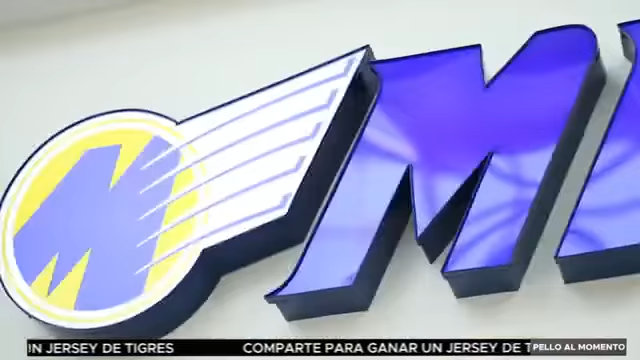 M
M
IN JERSEY DE TIGRES COMPARTE PARA GANAR UN JERSEY DE T
PELLO AL MOMENTO